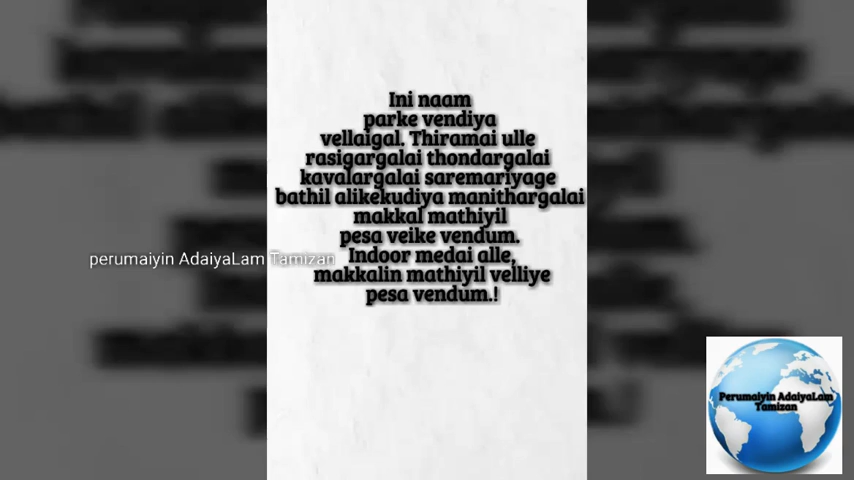 Ini naam
parke vendiya
vellaigal. Thiramai ulle
rasigargalai thondargalai
kavalargalai saremariyage
bathil alikekudiya manithargalai
makkal mathiyil
pesa veike vendum.
Indoor medai alle,
makkalin mathiyil velliye
pesa vendum.!
perumaiyin AdaiyaLam Tamizan
Perumaiyin AdaiyaLam
Tamizan